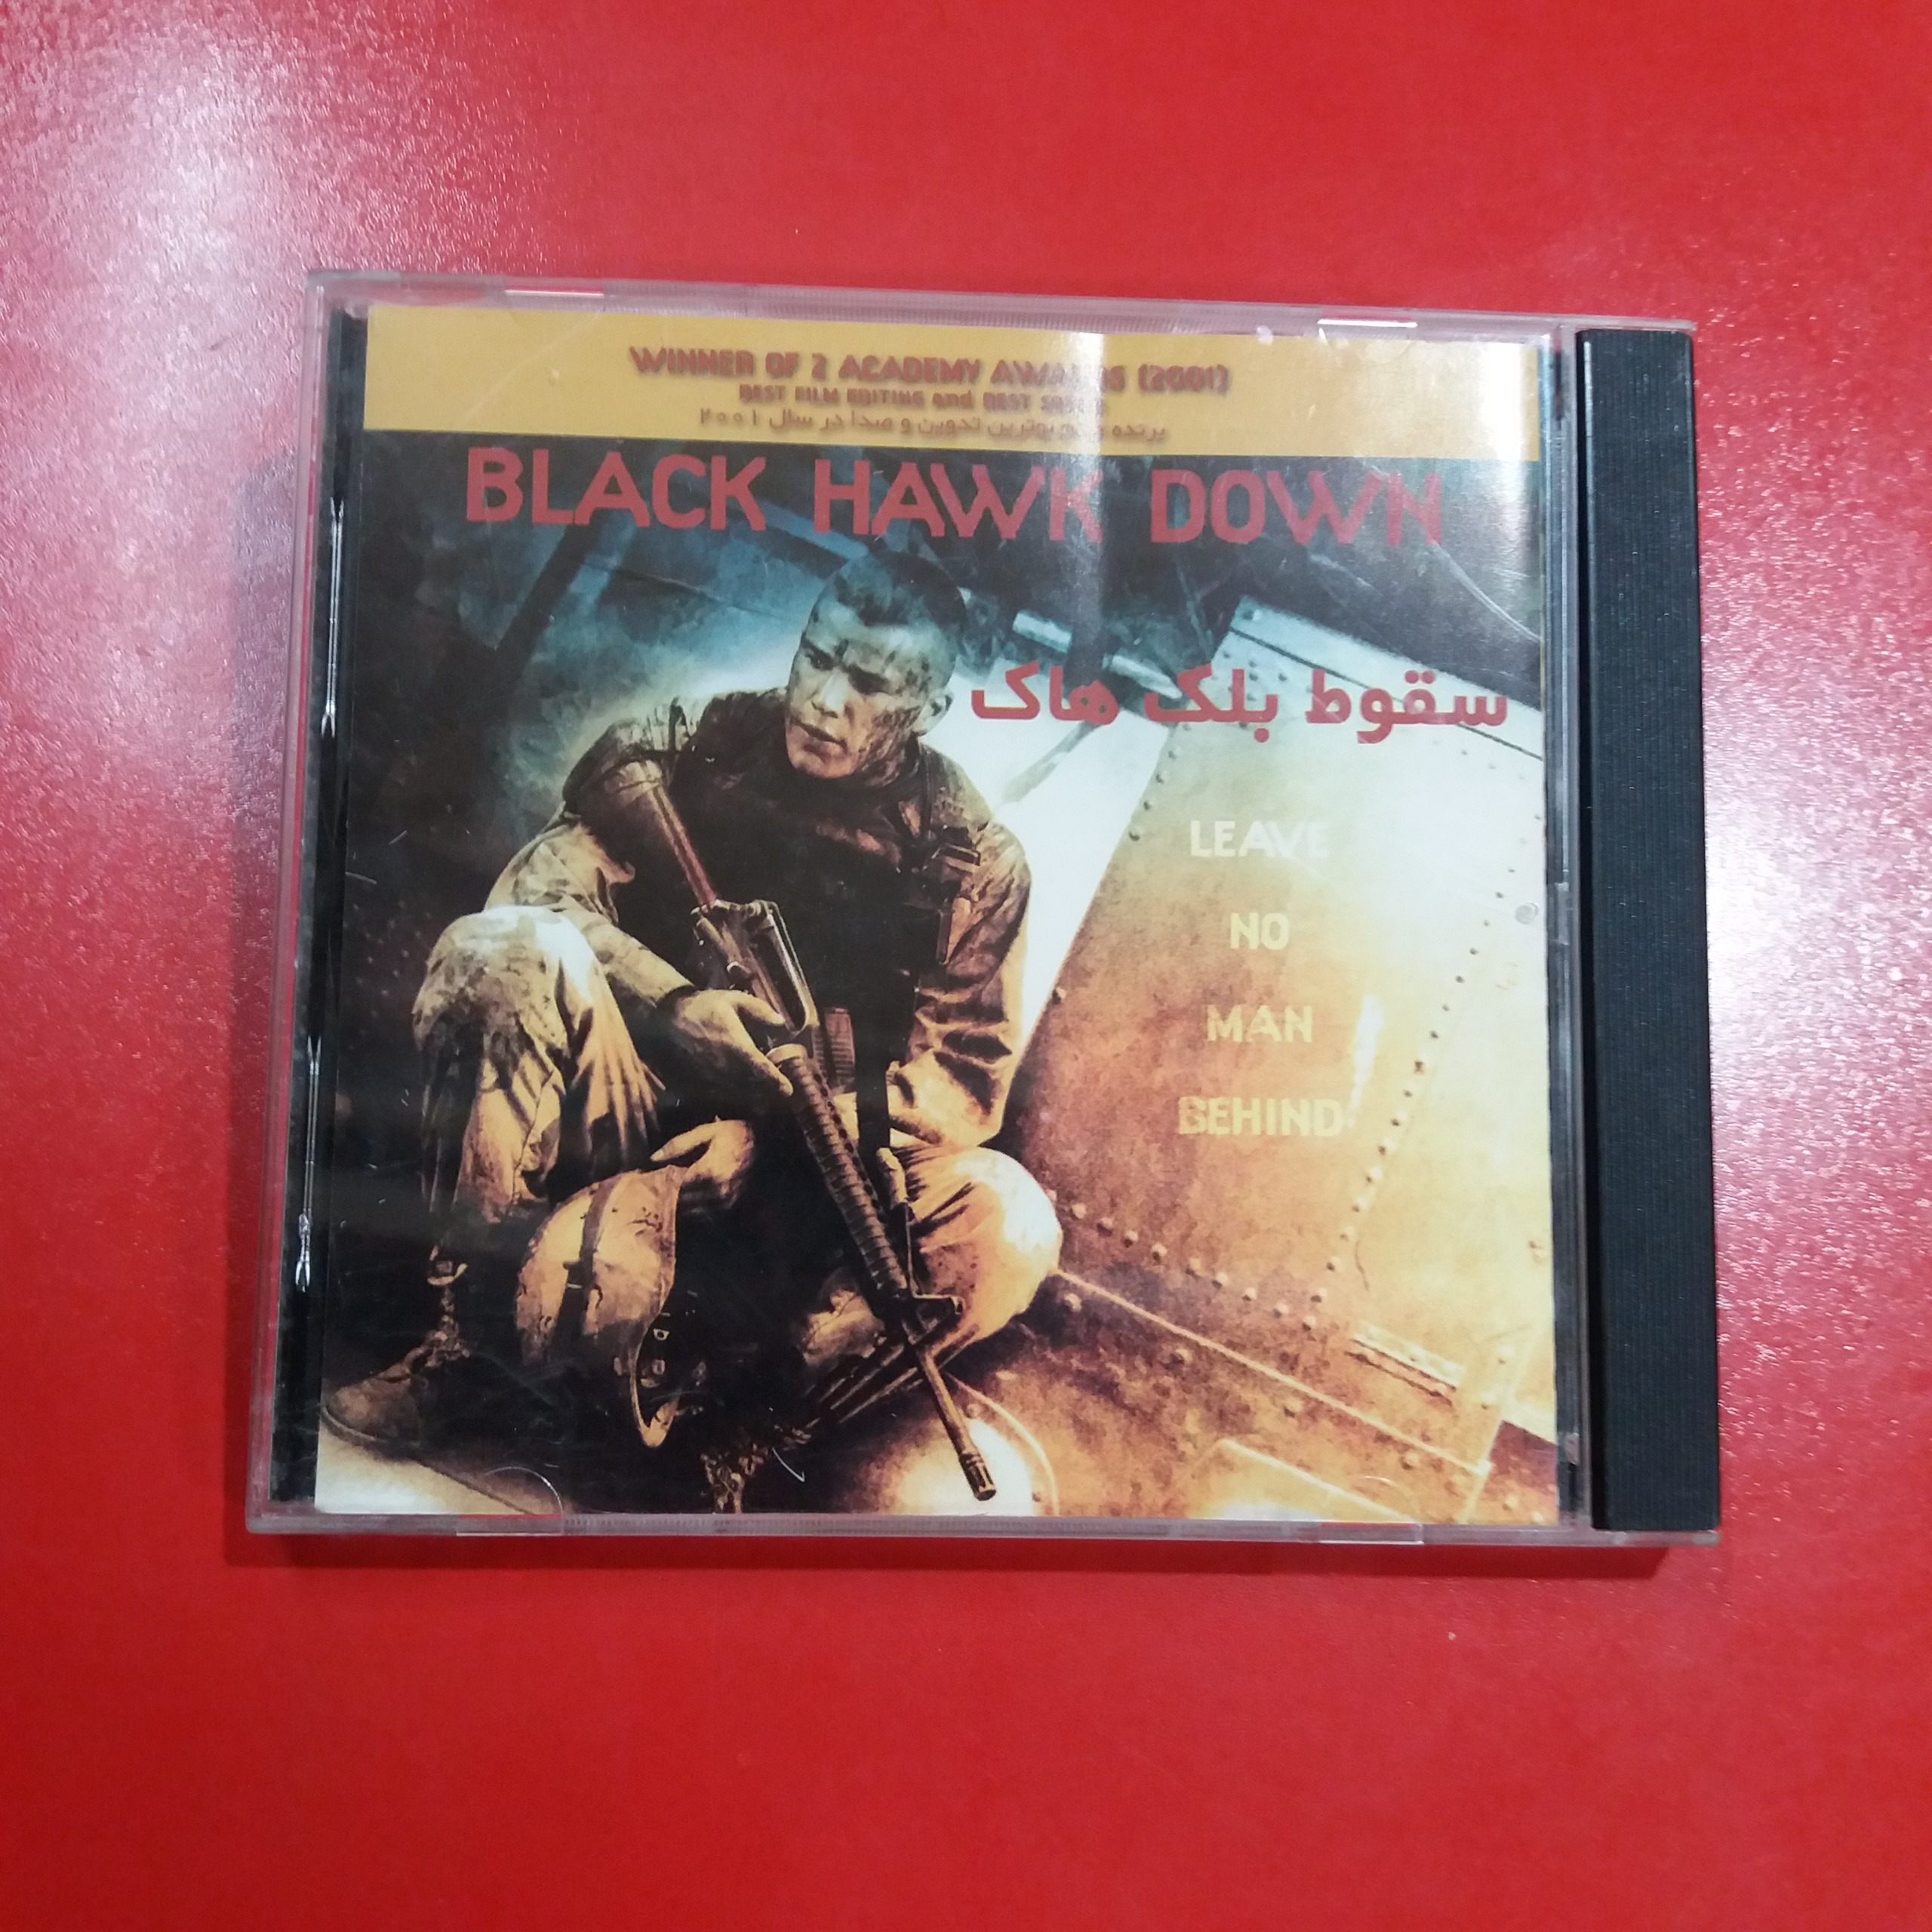 WINNER OF 2 ACADEMY AWARDS (2001)
BEST FILM EDITING and BEST
برنده بهترین تدوین و صدا در سال ۲۰۰۱
BLACK HAWK DOWN
سقوط بلک هاک
LEAVE
NO
MAN
BEHIND